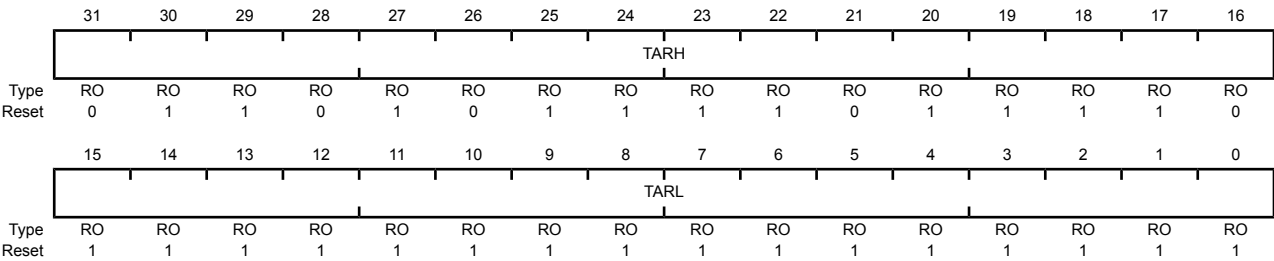 31 30 29 28 27 26 25 24 23 22 21 20 19 18 17 16
TARH
Type RO RO RO RO RO RO RO RO RO RO RO RO RO RO RO RO
Reset 0 1 1 0 1 0 1 1 1 1 0 1 1 1 1 0
15 14 13 12 11 10 9 8 7 6 5 4 3 2 1 0
TARL
Type RO RO RO RO RO RO RO RO RO RO RO RO RO RO RO RO
Reset 1 1 1 1 1 1 1 1 1 1 1 1 1 1 1 1